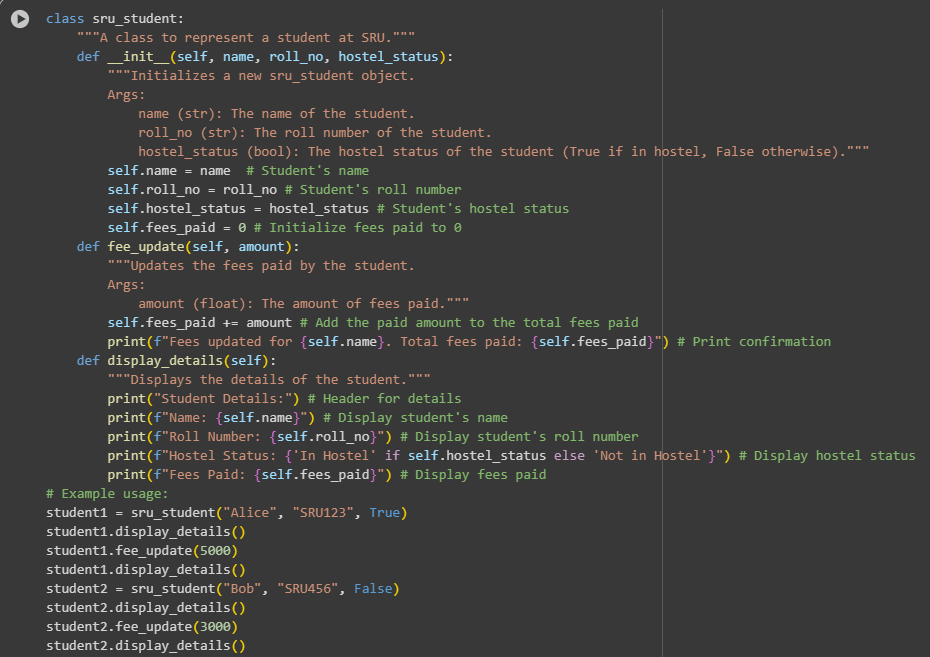 class sru_student:
    """A class to represent a student at SRU."""
    def __init__(self, name, roll_no, hostel_status):
        """Initializes a new sru_student object.
        Args:
            name (str): The name of the student.
            roll_no (str): The roll number of the student.
            hostel_status (bool): The hostel status of the student (True if in hostel, False otherwise)."""
        self.name = name  # Student's name
        self.roll_no = roll_no # Student's roll number
        self.hostel_status = hostel_status # Student's hostel status
        self.fees_paid = 0 # Initialize fees paid to 0
    def fee_update(self, amount):
        """Updates the fees paid by the student.
        Args:
            amount (float): The amount of fees paid."""
        self.fees_paid += amount # Add the paid amount to the total fees paid
        print(f"Fees updated for {self.name}. Total fees paid: {self.fees_paid}") # Print confirmation
    def display_details(self):
        """Displays the details of the student."""
        print("Student Details:") # Header for details
        print(f"Name: {self.name}") # Display student's name
        print(f"Roll Number: {self.roll_no}") # Display student's roll number
        print(f"Hostel Status: {'In Hostel' if self.hostel_status else 'Not in Hostel'}") # Display hostel status
        print(f"Fees Paid: {self.fees_paid}") # Display fees paid
# Example usage:
student1 = sru_student("Alice", "SRU123", True)
student1.display_details()
student1.fee_update(5000)
student1.display_details()
student2 = sru_student("Bob", "SRU456", False)
student2.display_details()
student2.fee_update(3000)
student2.display_details()